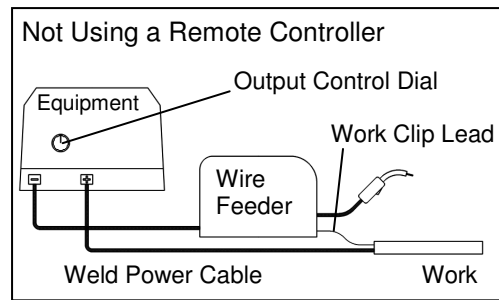 Not Using a Remote Controller
Output Control Dial
Equipment
Work Clip Lead
Wire
Feeder
Weld Power Cable
Work